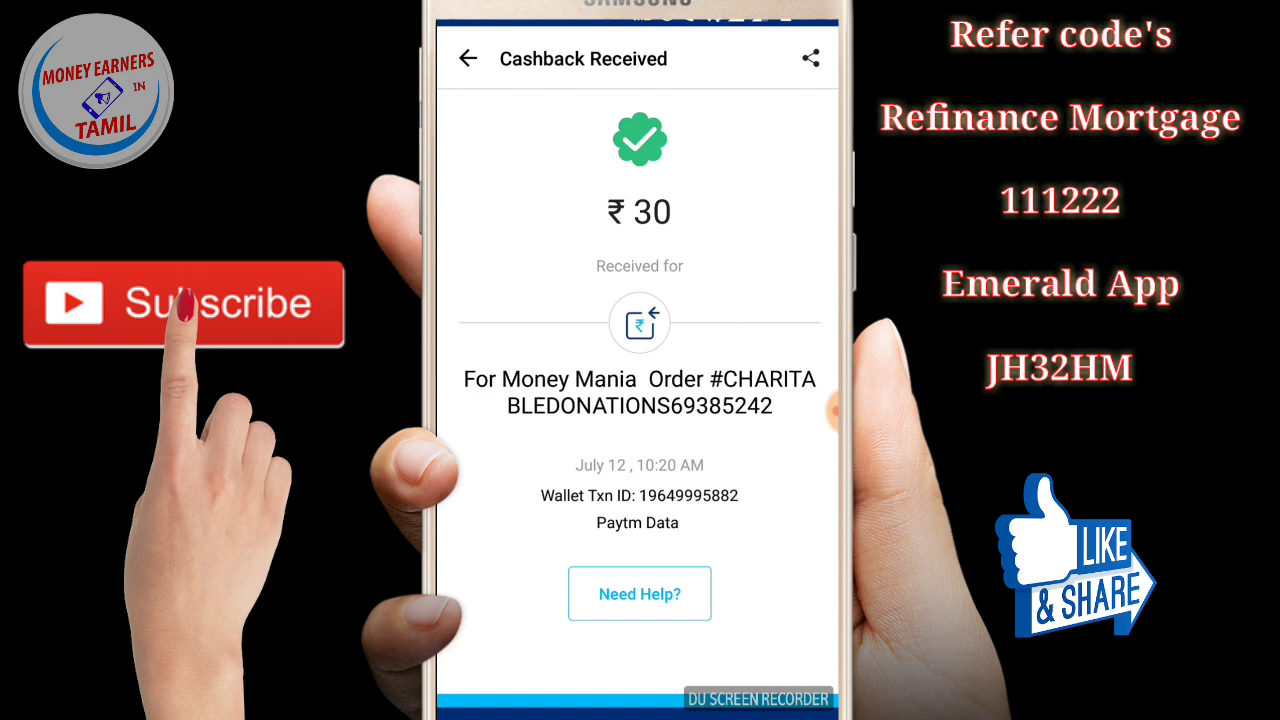 MONEY EARNERS
IN
TAMIL
Subscribe
SAMSUNG
Cashback Received
₹ 30
Received for
₹
For Money Mania Order #CHARITA
BLEDONATIONS69385242
July 12 , 10:20 AM
Wallet Txn ID: 19649995882
Paytm Data
Need Help?
DU SCREEN RECORDER
Refer code's
Refinance Mortgage
111222
Emerald App
JH32HM
LIKE
& SHARE